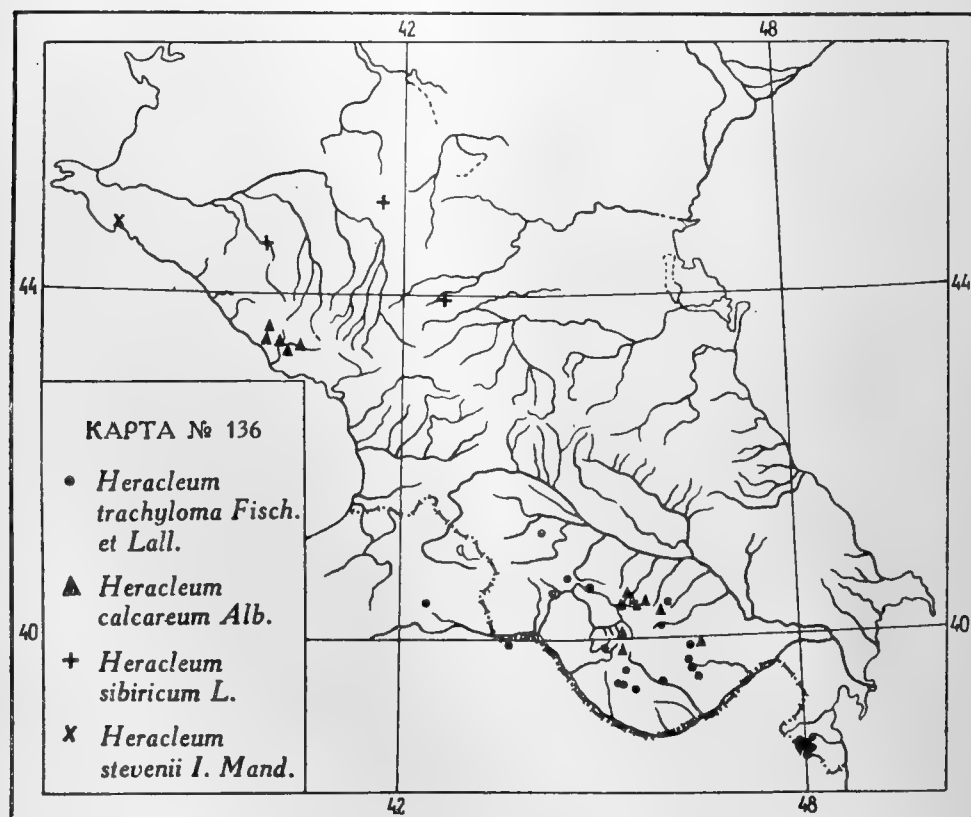 42
48
44
44
КАРТА № 136
Heracleum
trachyloma Fisch.
et Lall.
Heracleum
calcareum Alb.
Heracleum
sibiricum L.
Heracleum
stevenii I. Mand.
40
40
42
48